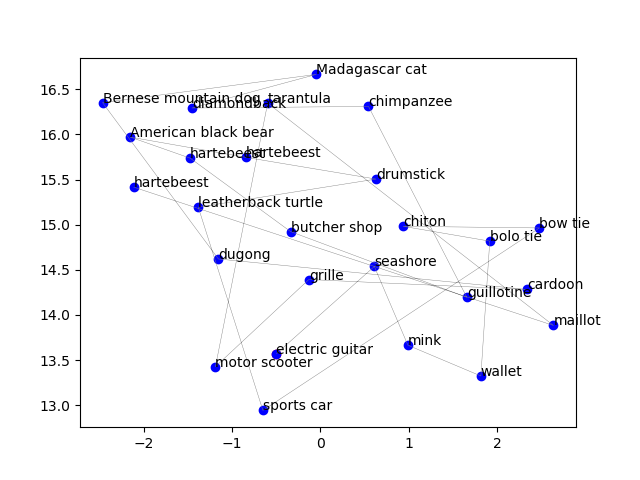 Madagascar cat
16.5
Bernese mountain dog
tarantula
diamondback
chimpanzee
16.0
American black bear
hartebeest
hartebeest
15.5
drumstick
hartebeest
leatherback turtle
15.0
butcher shop
chiton
bow tie
bolo tie
14.5
dugong
seashore
grille
cardoon
guillotine
14.0
maillot
13.5
mink
electric guitar
motor scooter
wallet
13.0
sports car
−2
−1
0
1
2